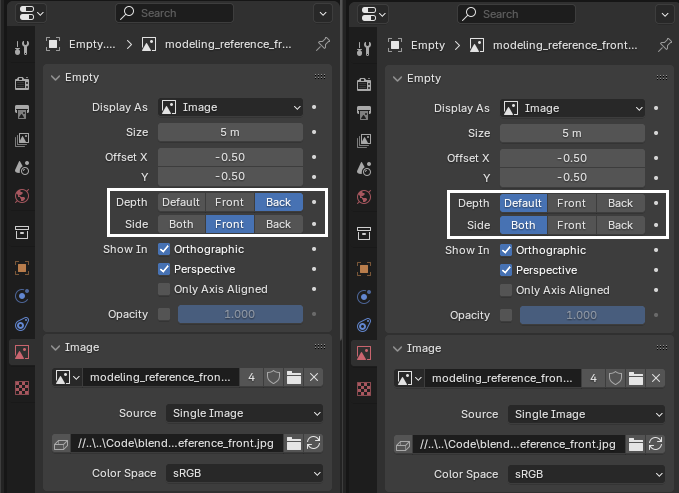 Search
Empty.... > modeling_reference_fr...
Empty
Display As Image
Size 5 m
Offset X -0.50
Y -0.50
Depth Default Front Back
Side Both Front Back
Show In Orthographic
Perspective
Only Axis Aligned
Opacity 1.000
Image
modeling_reference_fron... 4
Source Single Image
//..\..\Code\blend...eference_front.jpg
Color Space sRGB
Search
Empty > modeling_reference_front...
Empty
Display As Image
Size 5 m
Offset X -0.50
Y -0.50
Depth Default Front Back
Side Both Front Back
Show In Orthographic
Perspective
Only Axis Aligned
Opacity 1.000
Image
modeling_reference_fron... 4
Source Single Image
//..\..\Code\blend...eference_front.jpg
Color Space sRGB